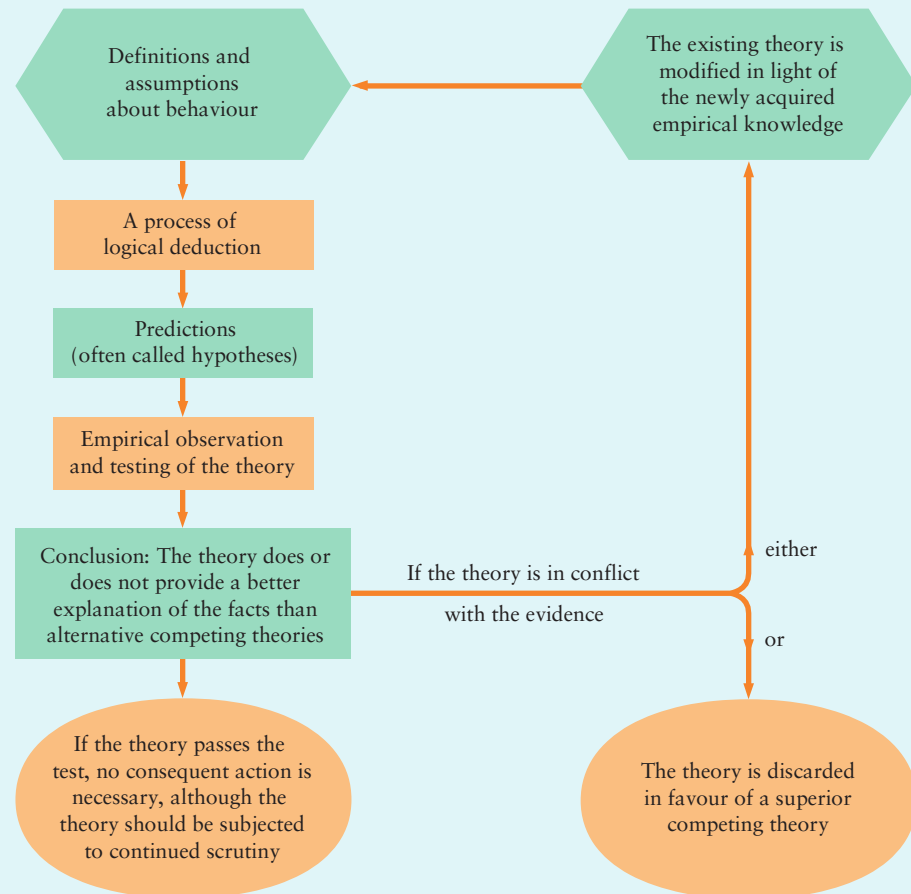 Definitions and
assumptions
about behaviour
The existing theory is
modified in light of
the newly acquired
empirical knowledge
A process of
logical deduction
Predictions
(often called hypotheses)
Empirical observation
and testing of the theory
Conclusion: The theory does or
does not provide a better
explanation of the facts than
alternative competing theories
If the theory is in conflict
with the evidence
either
or
If the theory passes the
test, no consequent action is
necessary, although the
theory should be subjected
to continued scrutiny
The theory is discarded
in favour of a superior
competing theory